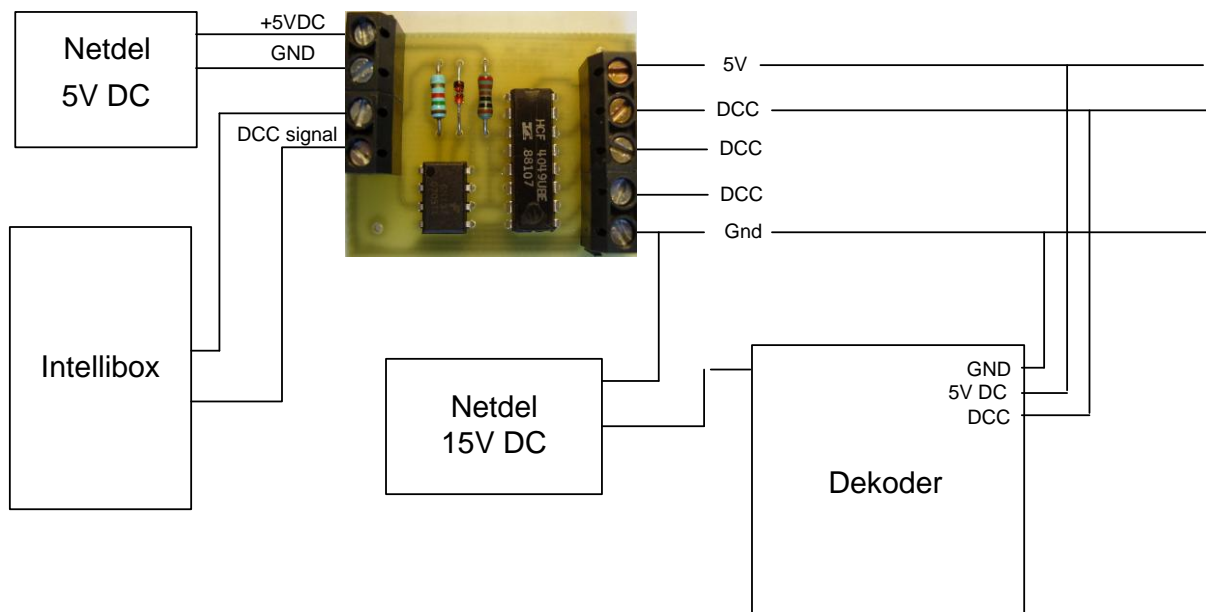 Netdel
5V DC
+5VDC
GND
DCC signal
HCF 4049UBE
88107
5V
DCC
DCC
DCC
Gnd
Intellibox
Netdel
15V DC
GND
5V DC
DCC
Dekoder